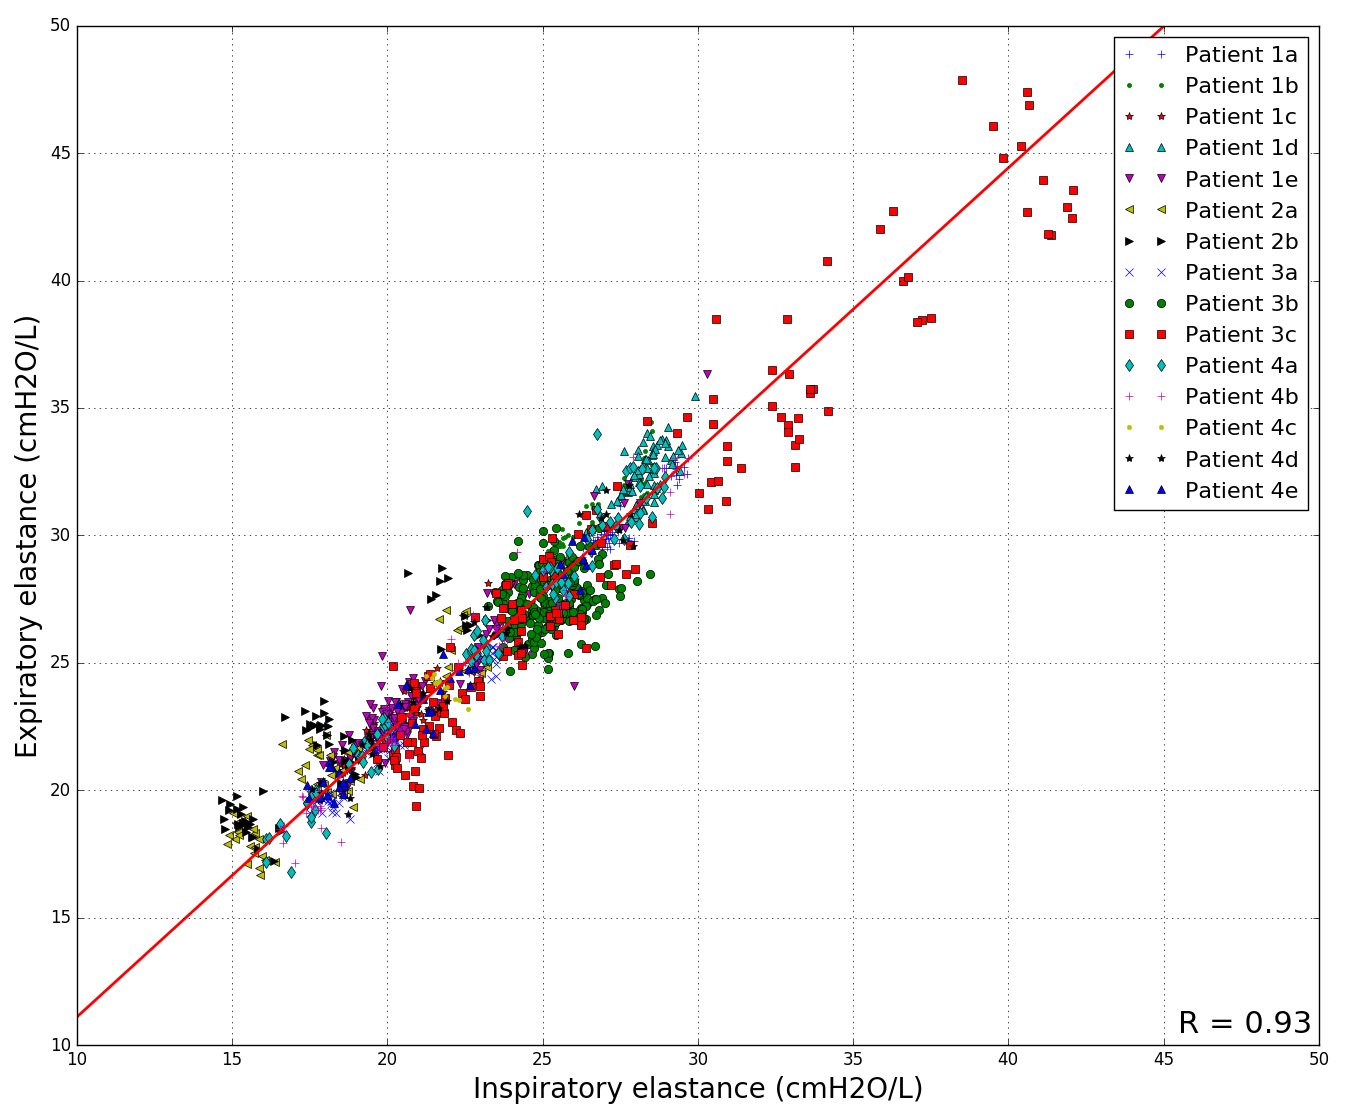 50
45
40
35
30
25
20
15
10
Expiratory elastance (cmH2O/L)
Patient 1a
Patient 1b
Patient 1c
Patient 1d
Patient 1e
Patient 2a
Patient 2b
Patient 3a
Patient 3b
Patient 3c
Patient 4a
Patient 4b
Patient 4c
Patient 4d
Patient 4e
R = 0.93
10 15 20 25 30 35 40 45 50
Inspiratory elastance (cmH2O/L)